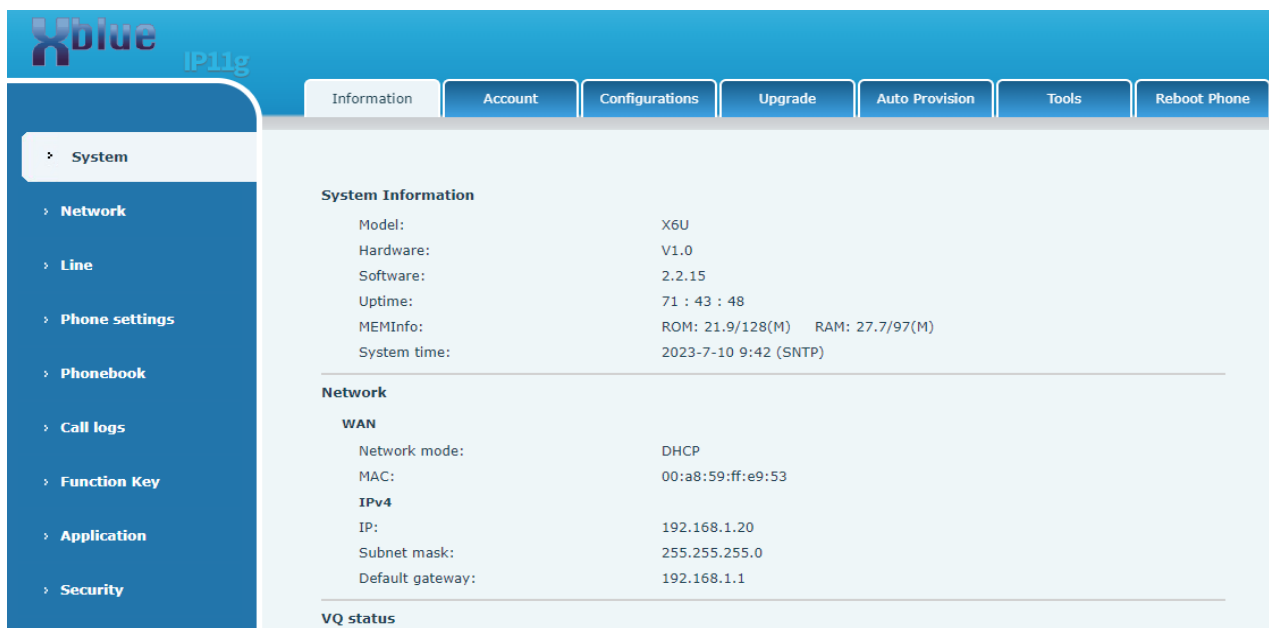 Xblue
IP11g
Information Account Configurations Upgrade Auto Provision Tools Reboot Phone
System
Network
Line
Phone settings
Phonebook
Call logs
Function Key
Application
Security
System Information
Model: X6U
Hardware: V1.0
Software: 2.2.15
Uptime: 71 : 43 : 48
MEMInfo: ROM: 21.9/128(M) RAM: 27.7/97(M)
System time: 2023-7-10 9:42 (SNTP)
Network
WAN
Network mode: DHCP
MAC: 00:a8:59:ff:e9:53
IPv4
IP: 192.168.1.20
Subnet mask: 255.255.255.0
Default gateway: 192.168.1.1
VQ status